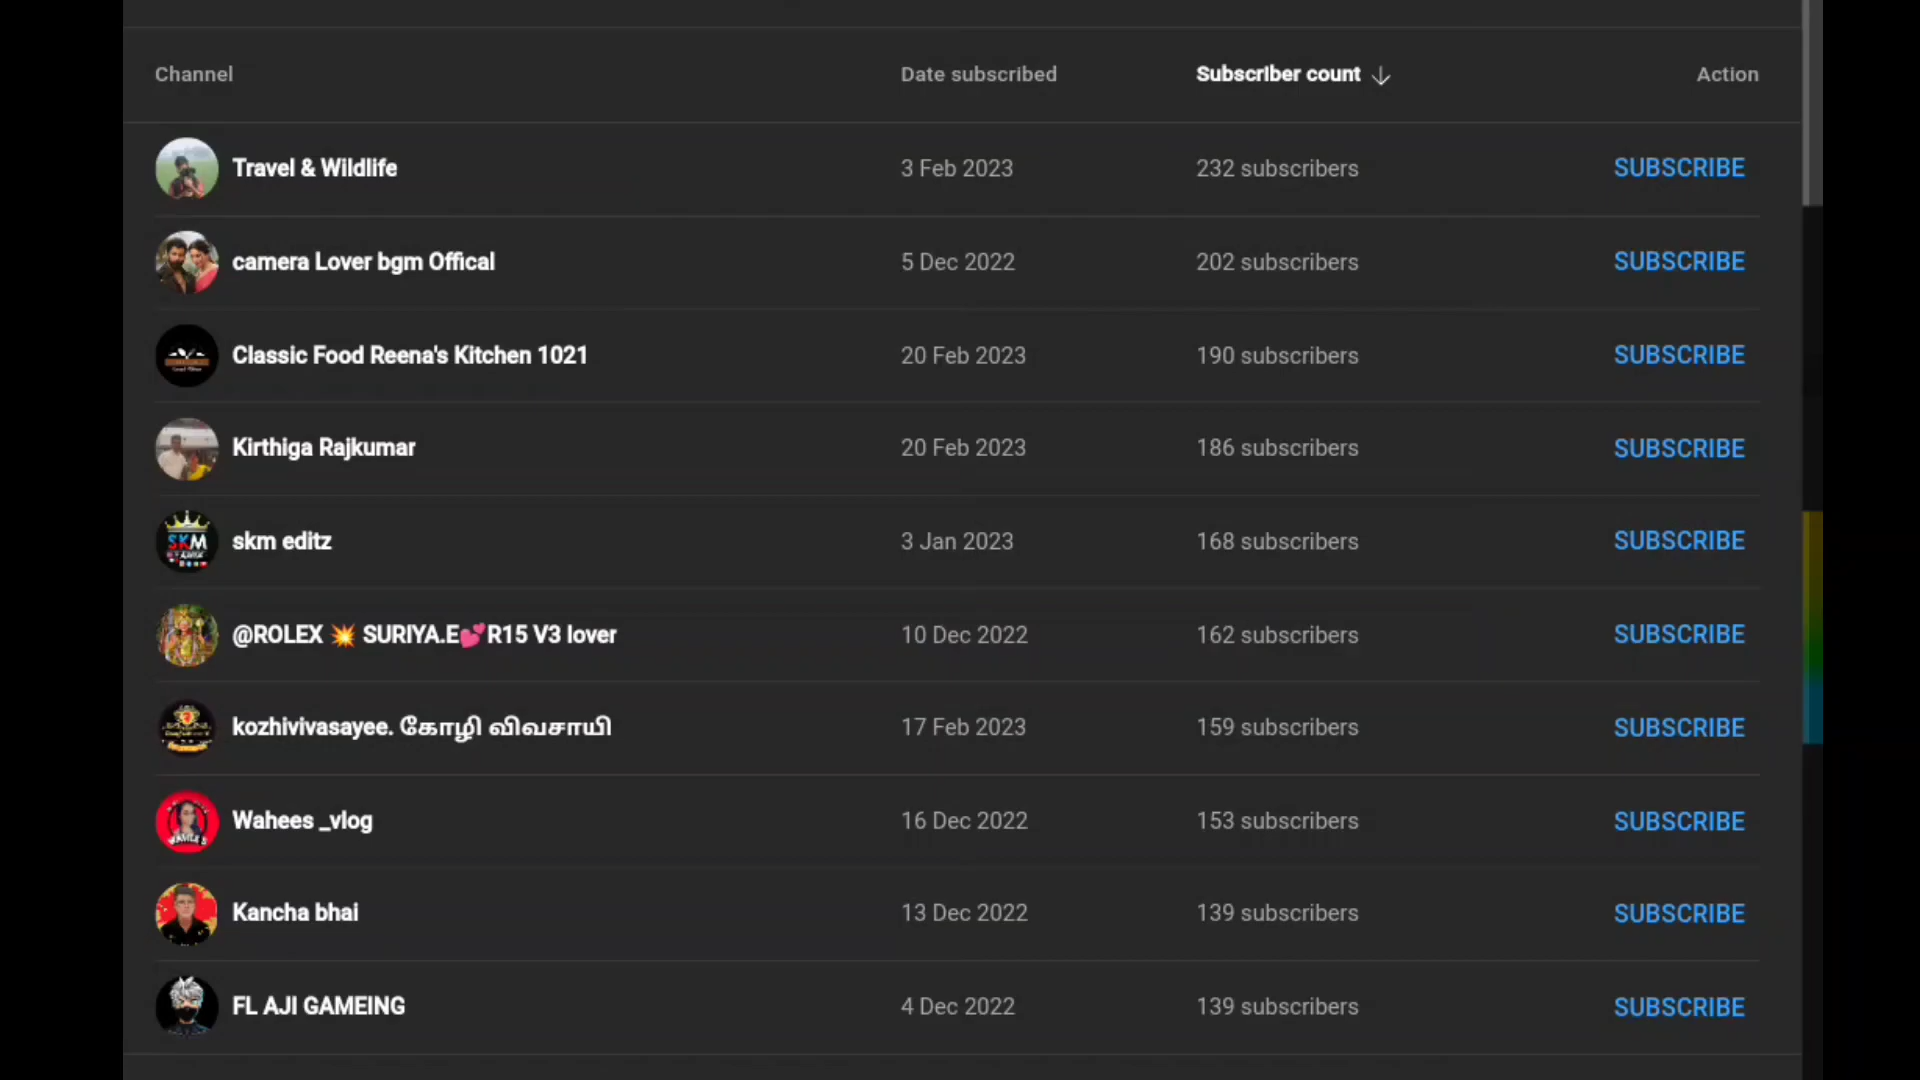 Channel Date subscribed Subscriber count Action
Travel & Wildlife 3 Feb 2023 232 subscribers SUBSCRIBE
camera Lover bgm Offical 5 Dec 2022 202 subscribers SUBSCRIBE
Classic Food Reena's Kitchen 1021 20 Feb 2023 190 subscribers SUBSCRIBE
Kirthiga Rajkumar 20 Feb 2023 186 subscribers SUBSCRIBE
SKM
skm editz 3 Jan 2023 168 subscribers SUBSCRIBE
@ROLEX 💥 SURIYA.E💕R15 V3 lover 10 Dec 2022 162 subscribers SUBSCRIBE
kozhivivasayee. கோழி விவசாயி 17 Feb 2023 159 subscribers SUBSCRIBE
Wahees _vlog 16 Dec 2022 153 subscribers SUBSCRIBE
Kancha bhai 13 Dec 2022 139 subscribers SUBSCRIBE
FL AJI GAMEING 4 Dec 2022 139 subscribers SUBSCRIBE